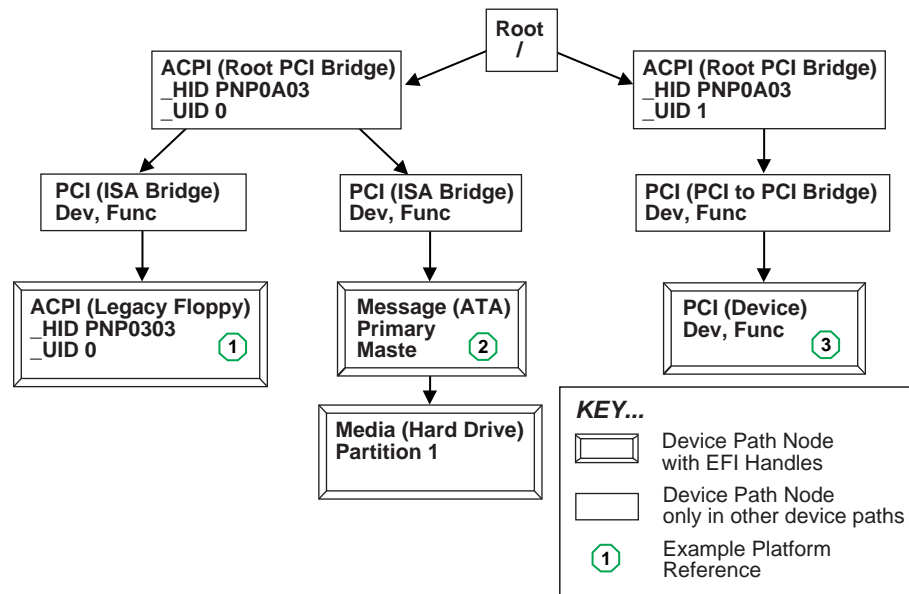 Root
/
ACPI (Root PCI Bridge)
_HID PNP0A03
_UID 0
ACPI (Root PCI Bridge)
_HID PNP0A03
_UID 1
PCI (ISA Bridge)
Dev, Func
PCI (ISA Bridge)
Dev, Func
PCI (PCI to PCI Bridge)
Dev, Func
ACPI (Legacy Floppy)
_HID PNP0303
_UID 0
1
Message (ATA)
Primary
Maste
2
PCI (Device)
Dev, Func
3
Media (Hard Drive)
Partition 1
KEY...
Device Path Node
with EFI Handles
Device Path Node
only in other device paths
1
Example Platform
Reference